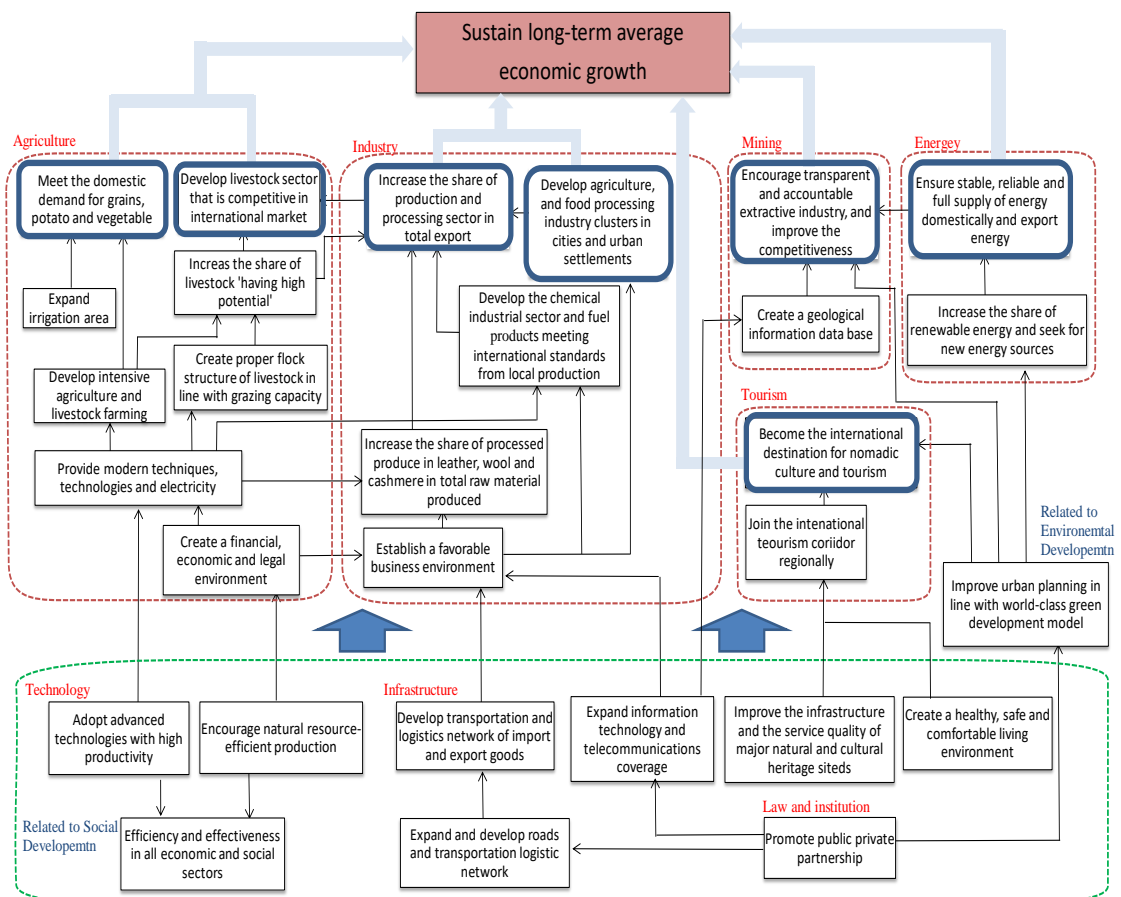 Sustain long-term average
economic growth
Agriculture
Industry
Mining
Energey
Meet the domestic
demand for grains,
potato and vegetable
Develop livestock sector
that is competitive in
international market
Increase the share of
production and
processing sector in
total export
Develop agriculture,
and food processing
industry clusters in
cities and urban
settlements
Encourage transparent
and accountable
extractive industry, and
improve the
competitiveness
Ensure stable, reliable and
full supply of energy
domestically and export
energy
Expand
irrigation area
Increas the share of
livestock 'having high
potential'
Develop the chemical
industrial sector and fuel
products meeting
international standards
from local production
Create a geological
information data base
Increase the share of
renewable energy and seek for
new energy sources
Develop intensive
agriculture and
livestock farming
Create proper flock
structure of livestock in
line with grazing capacity
Tourism
Become the international
destination for nomadic
culture and tourism
Provide modern techniques,
technologies and electricity
Increase the share of processed
produce in leather, wool and
cashmere in total raw material
produced
Join the intenational
teourism coriidor
regionally
Related to
Environemtal
Developemtn
Create a financial,
economic and legal
environment
Establish a favorable
business environment
Improve urban planning in
line with world-class green
development model
Technology
Infrastructure
Adopt advanced
technologies with high
productivity
Encourage natural resource-
efficient production
Develop transportation and
logistics network of import
and export goods
Expand information
technology and
telecommunications
coverage
Improve the infrastructure
and the service quality of
major natural and cultural
heritage siteds
Create a healthy, safe and
comfortable living
environment
Related to Social
Developemtn
Efficiency and effectiveness
in all economic and social
sectors
Expand and develop roads
and transportation logistic
network
Law and institution
Promote public private
partnership